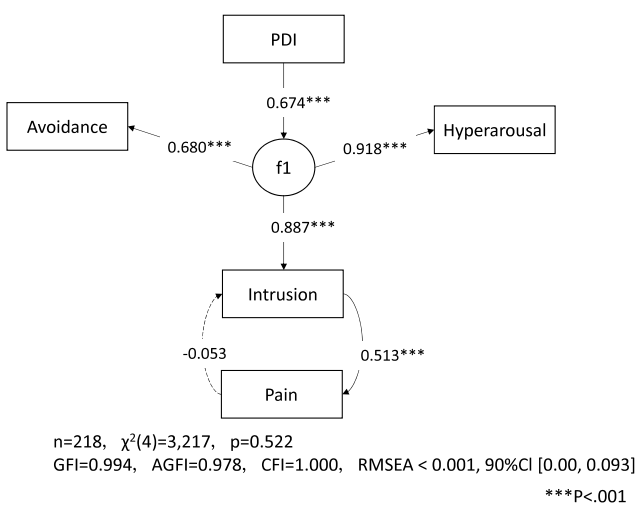 PDI
0.674***
Avoidance
Hyperarousal
0.680***
0.918***
f1
0.887***
Intrusion
-0.053
0.513***
Pain
n=218, χ²(4)=3,217, p=0.522
GFI=0.994, AGFI=0.978, CFI=1.000, RMSEA < 0.001, 90%Cl [0.00, 0.093]
***P<.001